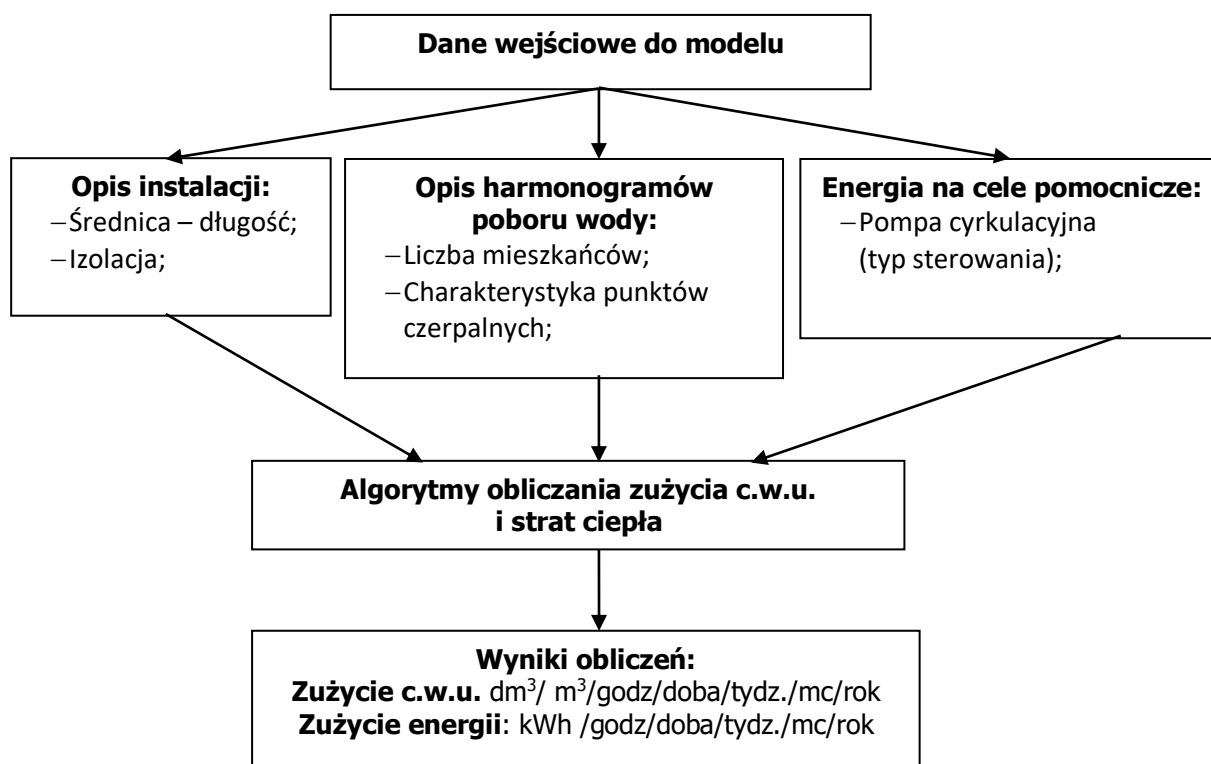 Dane wejściowe do modelu
Opis instalacji:
–Średnica – długość;
–Izolacja;
Opis harmonogramów
poboru wody:
–Liczba mieszkańców;
–Charakterystyka punktów
czerpalnych;
Energia na cele pomocnicze:
–Pompa cyrkulacyjna
(typ sterowania);
Algorytmy obliczania zużycia c.w.u.
i strat ciepła
Wyniki obliczeń:
Zużycie c.w.u. dm³/ m³/godz/doba/tydz./mc/rok
Zużycie energii: kWh /godz/doba/tydz./mc/rok